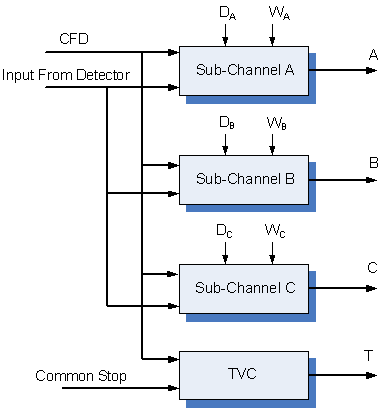 D_A W_A
CFD
A
Input From Detector
Sub-Channel A
D_B W_B
B
Sub-Channel B
D_C W_C
C
Sub-Channel C
T
Common Stop
TVC